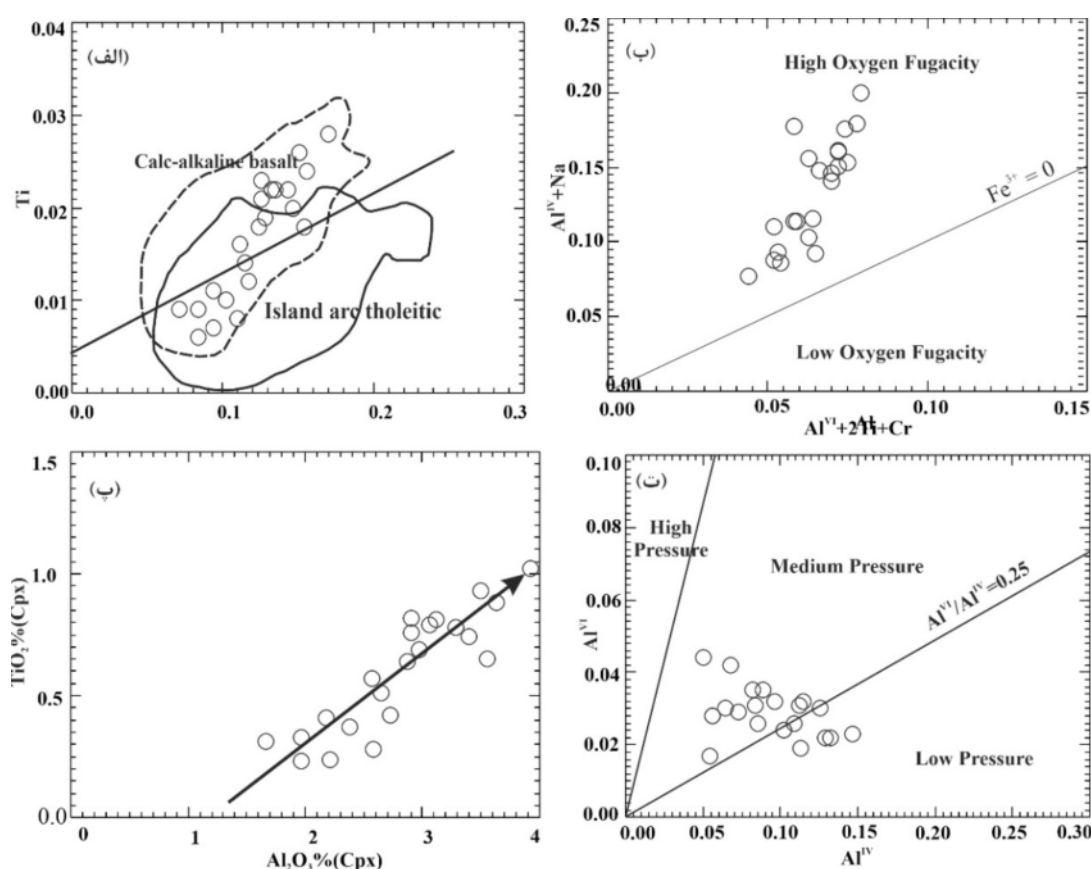 (الف)
0.04
0.03
0.02
0.01
0.00
Ti
Calc-alkaline basalt
Island arc tholeitic
0.0
0.1
0.2
0.3
(ب)
High Oxygen Fugacity
0.20
0.15
0.10
0.05
0.00
Al^IV+Na
Fe³⁺ = 0
Low Oxygen Fugacity
0.05
0.10
0.15
Al^VI+2Ti+Cr
(پ)
1.5
1.0
0.5
0.0
TiO₂%(Cpx)
0
1
2
3
4
Al₂O₃%(Cpx)
(ت)
0.10
0.08
0.06
0.04
0.02
0.00
Al^VI
High
Pressure
Medium Pressure
Al^VI/Al^IV=0.25
Low Pressure
0.00
0.05
0.10
0.15
0.20
0.25
0.30
Al^IV